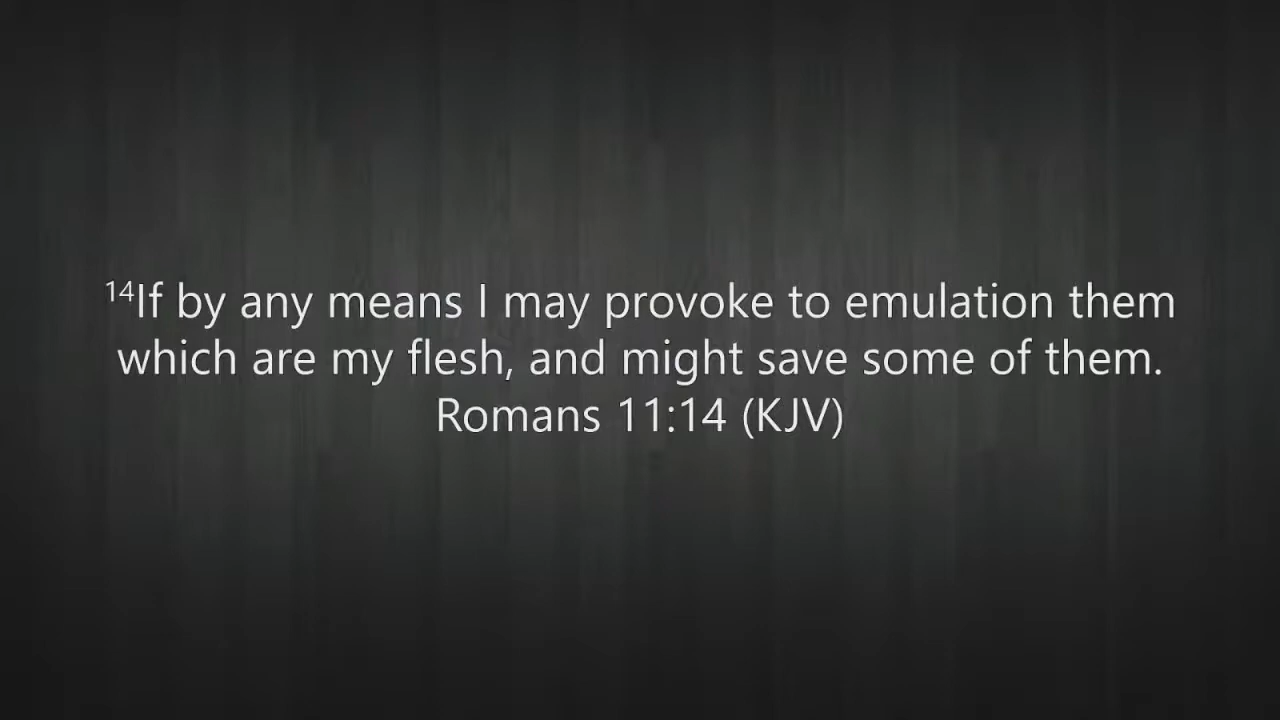 14If by any means I may provoke to emulation them
which are my flesh, and might save some of them.
Romans 11:14 (KJV)